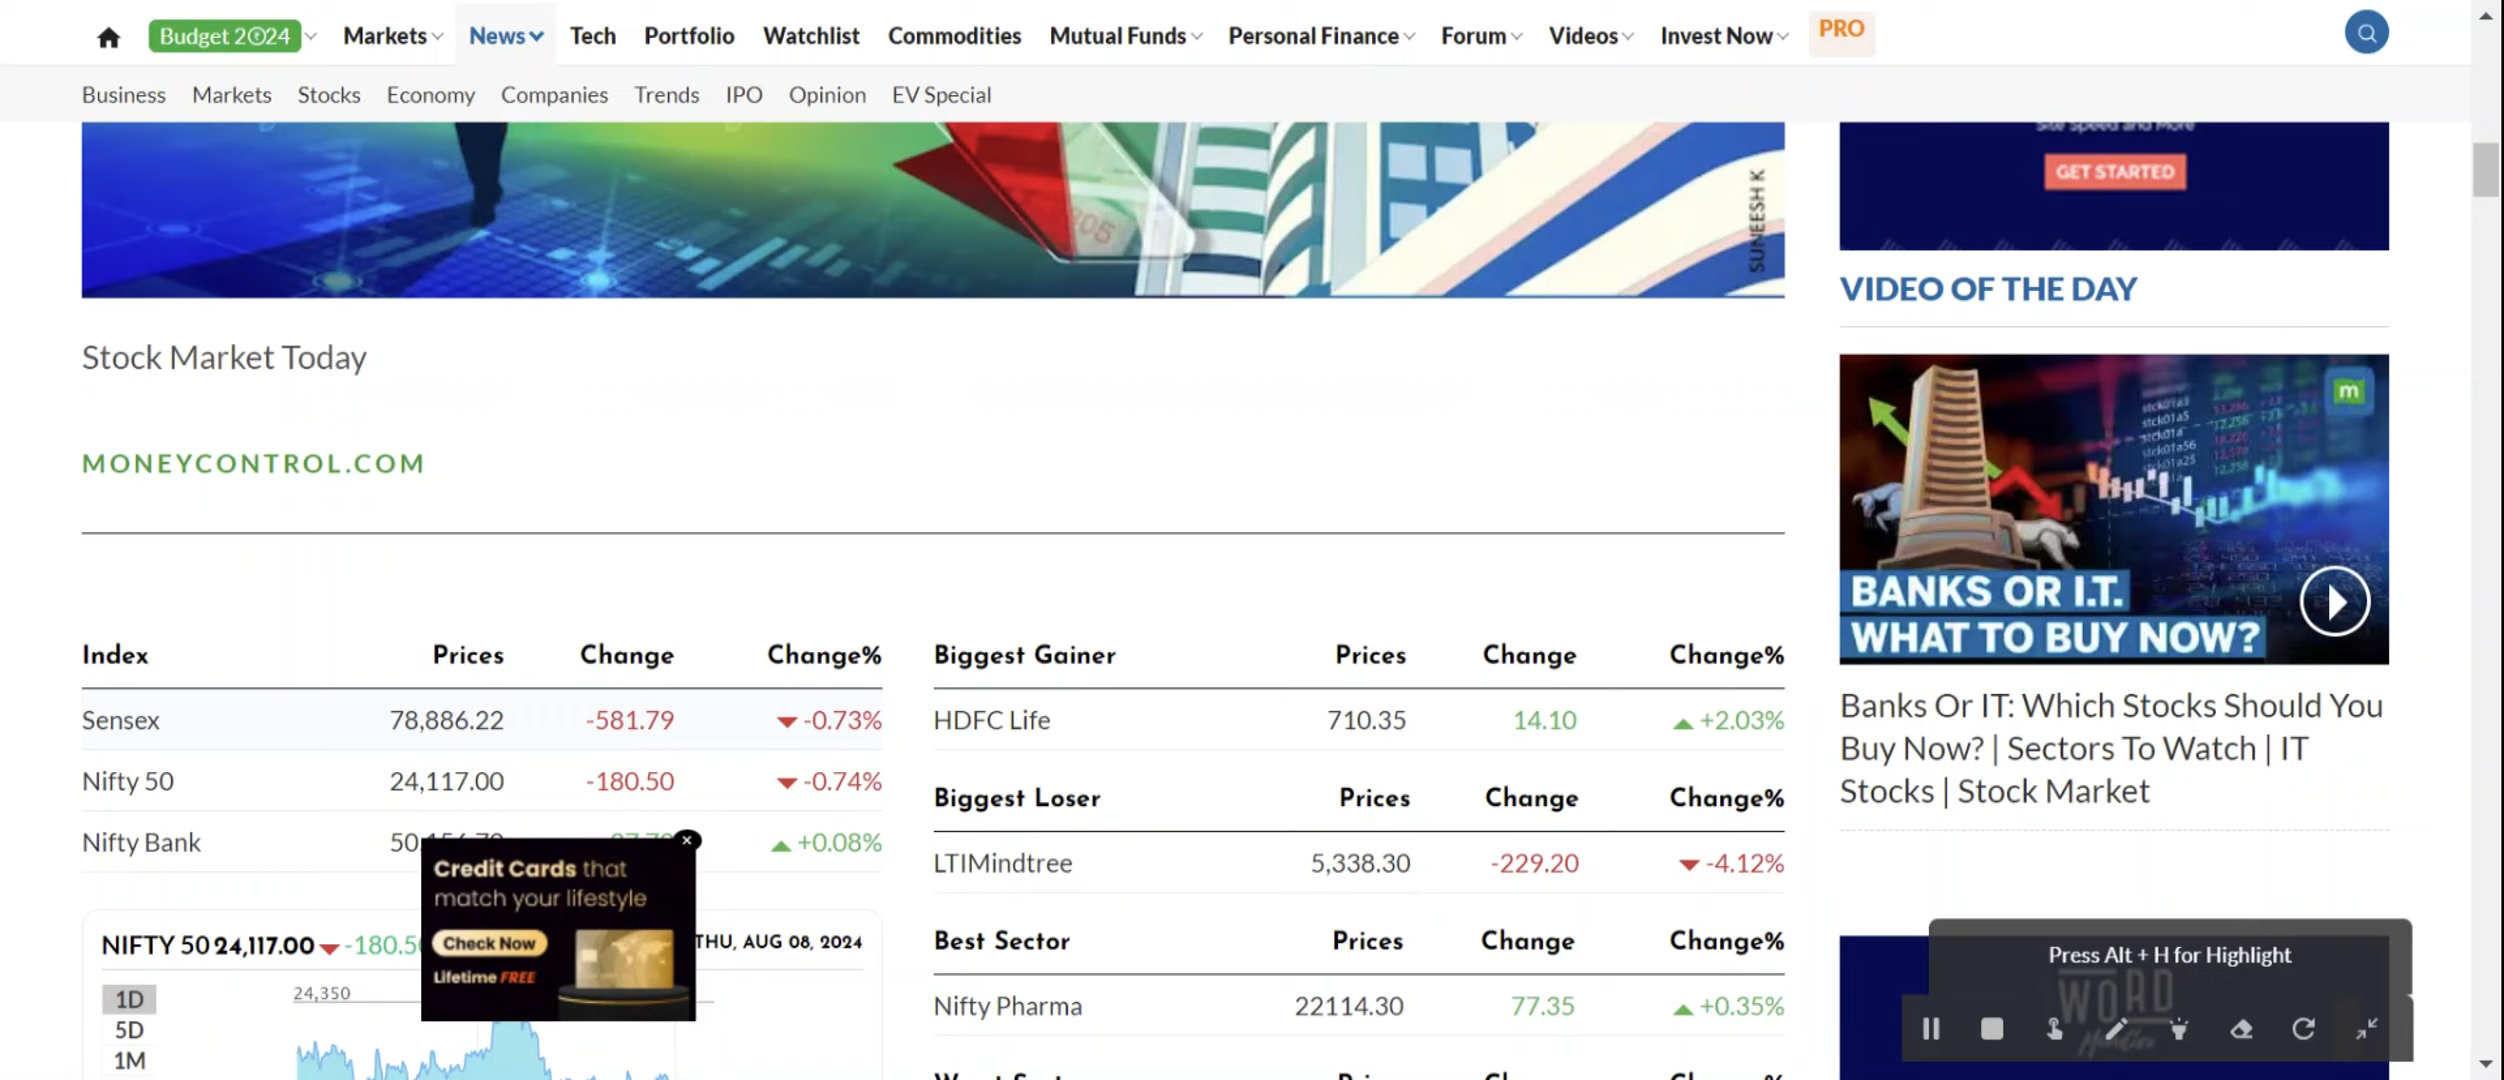 Budget 2024 Markets News Tech Portfolio Watchlist Commodities Mutual Funds Personal Finance Forum Videos Invest Now PRO
Business Markets Stocks Economy Companies Trends IPO Opinion EV Special
Site Speed and More
GET STARTED
SUNEESH K
VIDEO OF THE DAY
Stock Market Today
MONEYCONTROL.COM
m
BANKS OR I.T.
WHAT TO BUY NOW?
Banks Or IT: Which Stocks Should You
Buy Now? | Sectors To Watch | IT
Stocks | Stock Market
Index Prices Change Change%
Sensex 78,886.22 -581.79 -0.73%
Nifty 50 24,117.00 -180.50 -0.74%
Nifty Bank +0.08%
Credit Cards that
match your lifestyle
Check Now
Lifetime FREE
NIFTY 50 24,117.00 THU, AUG 08, 2024
24,350
1D
5D
1M
Biggest Gainer Prices Change Change%
HDFC Life 710.35 14.10 +2.03%
Biggest Loser Prices Change Change%
LTIMindtree 5,338.30 -229.20 -4.12%
Best Sector Prices Change Change%
Nifty Pharma 22114.30 77.35 +0.35%
Press Alt + H for Highlight
WORD